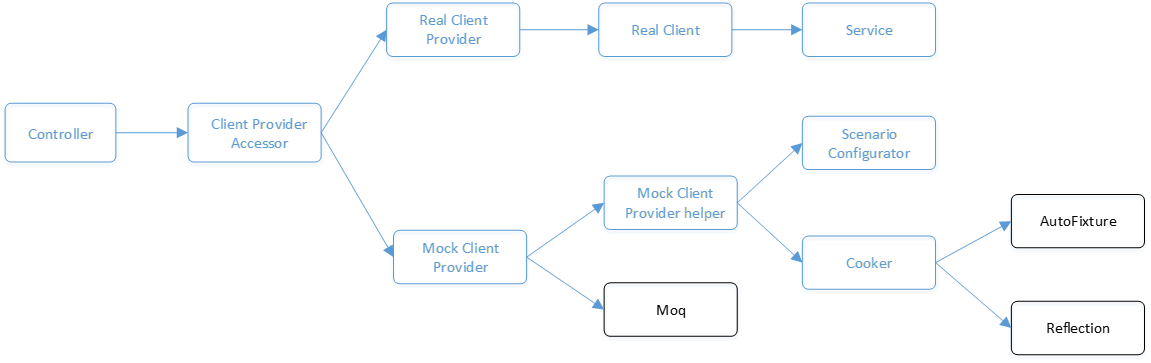 Real Client
Provider
Real Client
Service
Controller
Client Provider
Accessor
Scenario
Configurator
Mock Client
Provider helper
Mock Client
Provider
Cooker
AutoFixture
Moq
Reflection